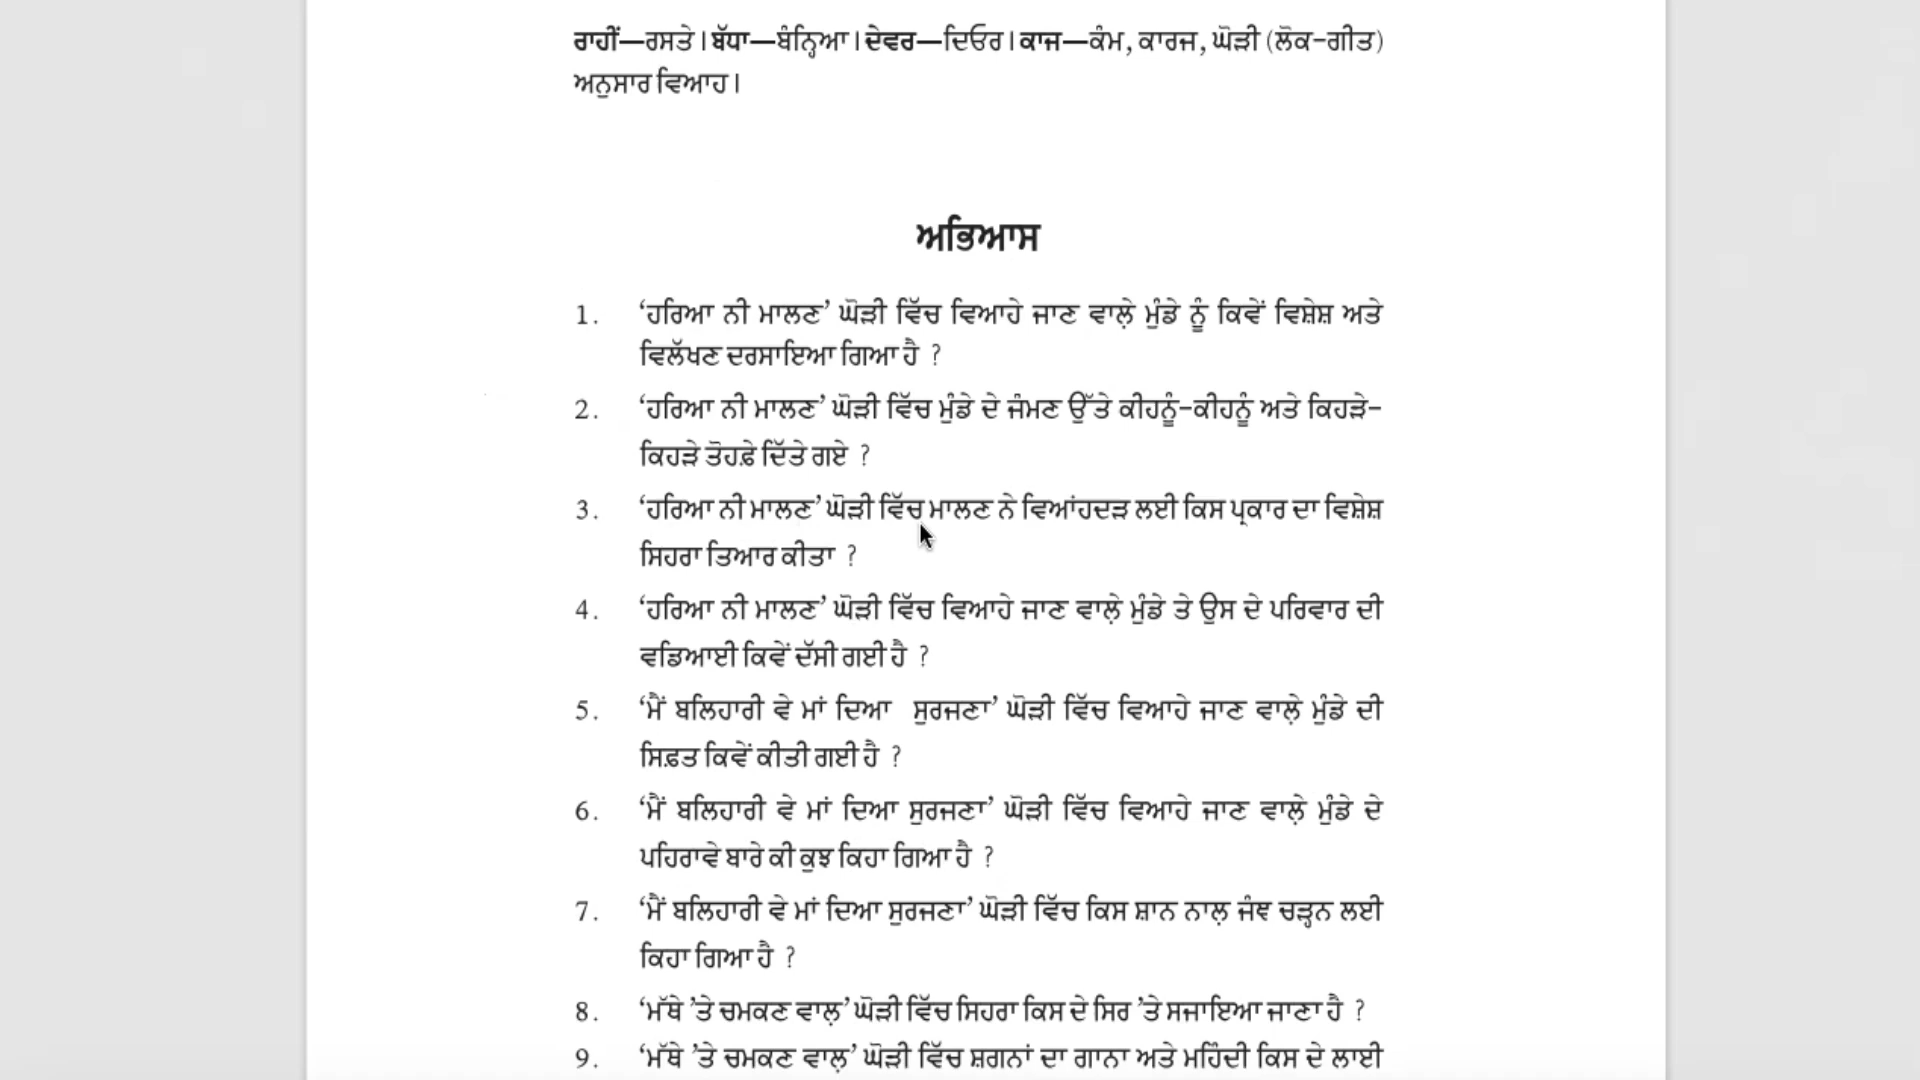 ਰਾਹੀਂ—ਰਸਤੇ। ਬੱਧਾ—ਬੰਨ੍ਹਿਆ। ਦੇਵਰ—ਦਿਓਰ। ਕਾਜ—ਕੰਮ, ਕਾਰਜ, ਘੋੜੀ (ਲੋਕ-ਗੀਤ)
ਅਨੁਸਾਰ ਵਿਆਹ।
ਅਭਿਆਸ
1. ‘ਹਰਿਆ ਨੀ ਮਾਲਣ’ ਘੋੜੀ ਵਿੱਚ ਵਿਆਹੇ ਜਾਣ ਵਾਲ਼ੇ ਮੁੰਡੇ ਨੂੰ ਕਿਵੇਂ ਵਿਸ਼ੇਸ਼ ਅਤੇ
ਵਿਲੱਖਣ ਦਰਸਾਇਆ ਗਿਆ ਹੈ ?
2. ‘ਹਰਿਆ ਨੀ ਮਾਲਣ’ ਘੋੜੀ ਵਿੱਚ ਮੁੰਡੇ ਦੇ ਜੰਮਣ ਉੱਤੇ ਕੀਹਨੂੰ-ਕੀਹਨੂੰ ਅਤੇ ਕਿਹੜੇ-
ਕਿਹੜੇ ਤੋਹਫ਼ੇ ਦਿੱਤੇ ਗਏ ?
3. ‘ਹਰਿਆ ਨੀ ਮਾਲਣ’ ਘੋੜੀ ਵਿੱਚ ਮਾਲਣ ਨੇ ਵਿਆਂਹਦੜ ਲਈ ਕਿਸ ਪ੍ਰਕਾਰ ਦਾ ਵਿਸ਼ੇਸ਼
ਸਿਹਰਾ ਤਿਆਰ ਕੀਤਾ ?
4. ‘ਹਰਿਆ ਨੀ ਮਾਲਣ’ ਘੋੜੀ ਵਿੱਚ ਵਿਆਹੇ ਜਾਣ ਵਾਲ਼ੇ ਮੁੰਡੇ ਤੇ ਉਸ ਦੇ ਪਰਿਵਾਰ ਦੀ
ਵਡਿਆਈ ਕਿਵੇਂ ਦੱਸੀ ਗਈ ਹੈ ?
5. ‘ਮੈਂ ਬਲਿਹਾਰੀ ਵੇ ਮਾਂ ਦਿਆ ਸੁਰਜਣਾ’ ਘੋੜੀ ਵਿੱਚ ਵਿਆਹੇ ਜਾਣ ਵਾਲ਼ੇ ਮੁੰਡੇ ਦੀ
ਸਿਫ਼ਤ ਕਿਵੇਂ ਕੀਤੀ ਗਈ ਹੈ ?
6. ‘ਮੈਂ ਬਲਿਹਾਰੀ ਵੇ ਮਾਂ ਦਿਆ ਸੁਰਜਣਾ’ ਘੋੜੀ ਵਿੱਚ ਵਿਆਹੇ ਜਾਣ ਵਾਲ਼ੇ ਮੁੰਡੇ ਦੇ
ਪਹਿਰਾਵੇ ਬਾਰੇ ਕੀ ਕੁਝ ਕਿਹਾ ਗਿਆ ਹੈ ?
7. ‘ਮੈਂ ਬਲਿਹਾਰੀ ਵੇ ਮਾਂ ਦਿਆ ਸੁਰਜਣਾ’ ਘੋੜੀ ਵਿੱਚ ਕਿਸ ਸ਼ਾਨ ਨਾਲ਼ ਜੰਞ ਚੜ੍ਹਨ ਲਈ
ਕਿਹਾ ਗਿਆ ਹੈ ?
8. ‘ਮੱਥੇ ’ਤੇ ਚਮਕਣ ਵਾਲ਼’ ਘੋੜੀ ਵਿੱਚ ਸਿਹਰਾ ਕਿਸ ਦੇ ਸਿਰ ’ਤੇ ਸਜਾਇਆ ਜਾਣਾ ਹੈ ?
9. ‘ਮੱਥੇ ’ਤੇ ਚਮਕਣ ਵਾਲ਼’ ਘੋੜੀ ਵਿੱਚ ਸ਼ਗਨਾਂ ਦਾ ਗਾਨਾ ਅਤੇ ਮਹਿੰਦੀ ਕਿਸ ਦੇ ਲਾਈ